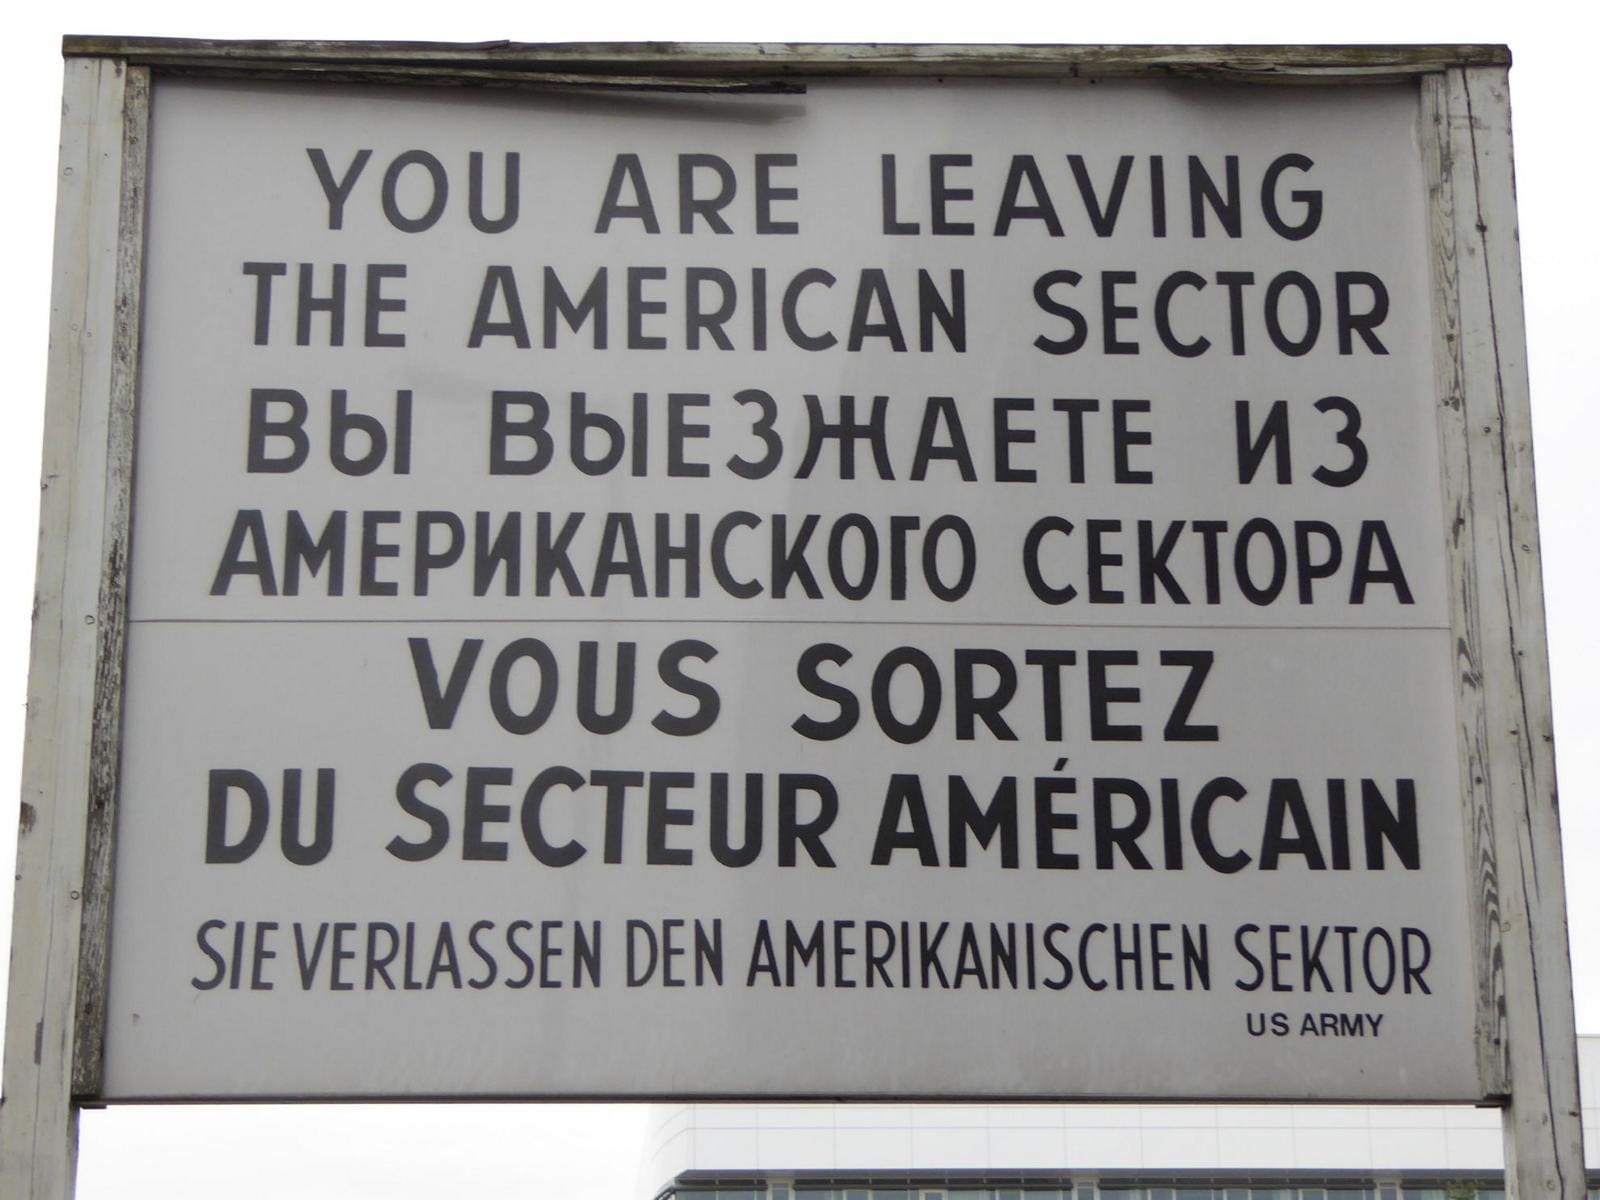 YOU ARE LEAVING
THE AMERICAN SECTOR
ВЫ ВЫЕЗЖАЕТЕ ИЗ
АМЕРИКАНСКОГО СЕКТОРА
VOUS SORTEZ
DU SECTEUR AMÉRICAIN
SIE VERLASSEN DEN AMERIKANISCHEN SEKTOR
US ARMY